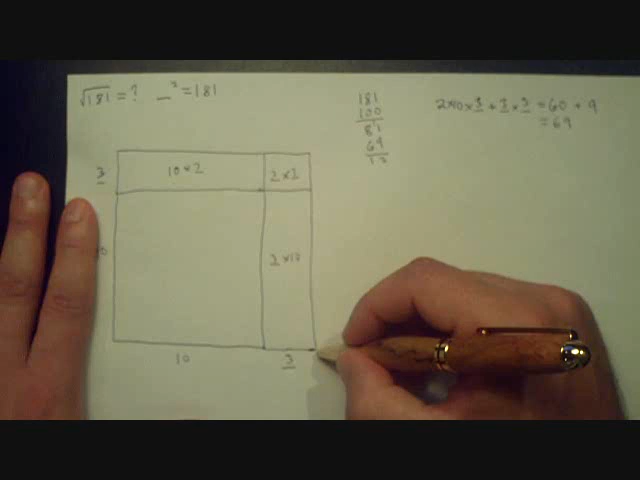 √181 = ? _² = 181
181
100
81
69
12
2×10×3 + 3×3 = 60 + 9
= 69
3
10 × 2
2 × 2
2 × 10
10
3